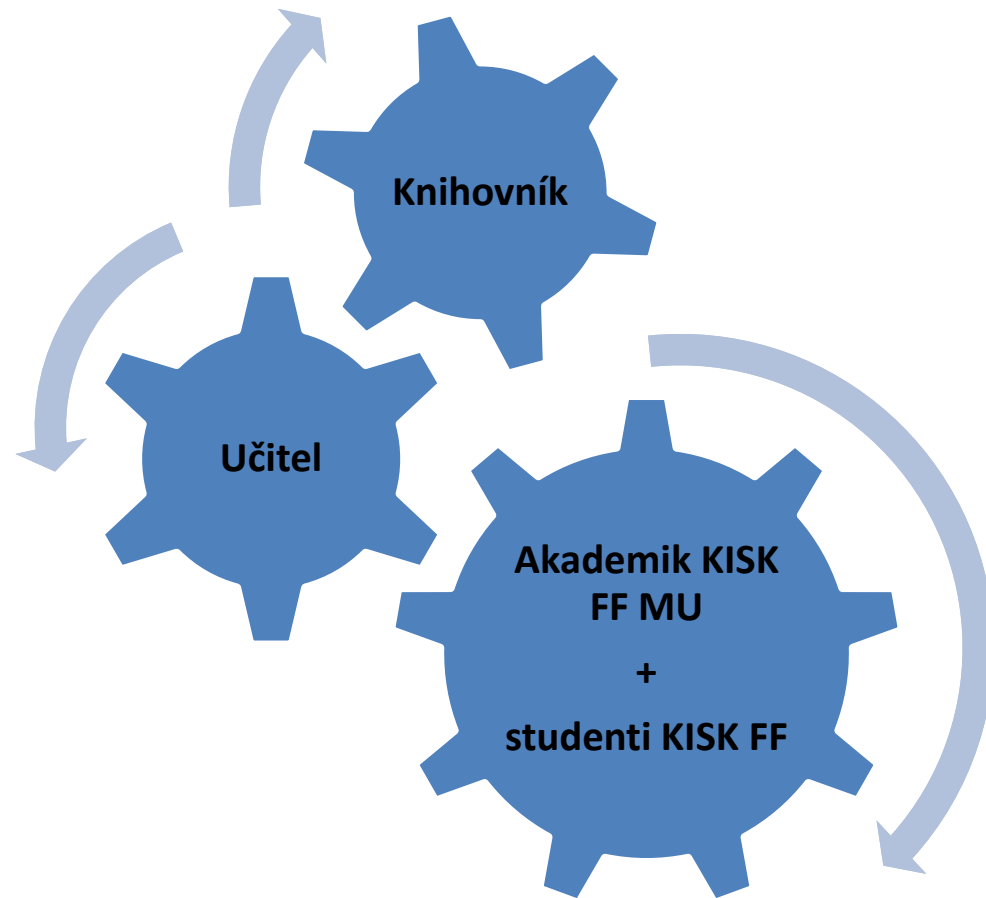 Knihovník
Učitel
Akademik KISK
FF MU
+
studenti KISK FF